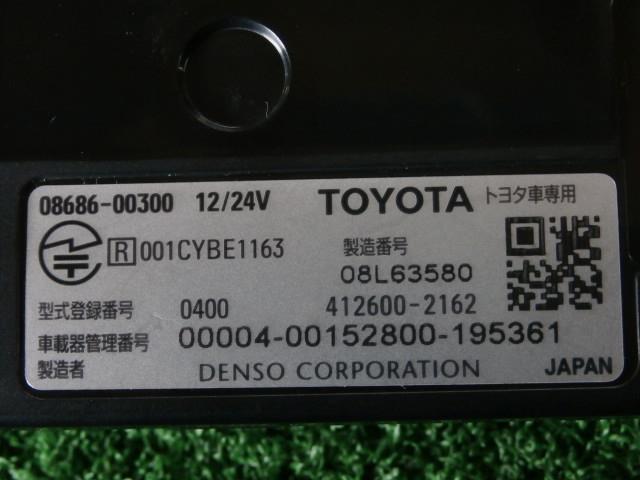 08686-00300 12/24V TOYOTA トヨタ車専用
R 001CYBE1163 製造番号
08L63580
型式登録番号 0400 412600-2162
車載器管理番号 00004-00152800-195361
製造者 DENSO CORPORATION JAPAN